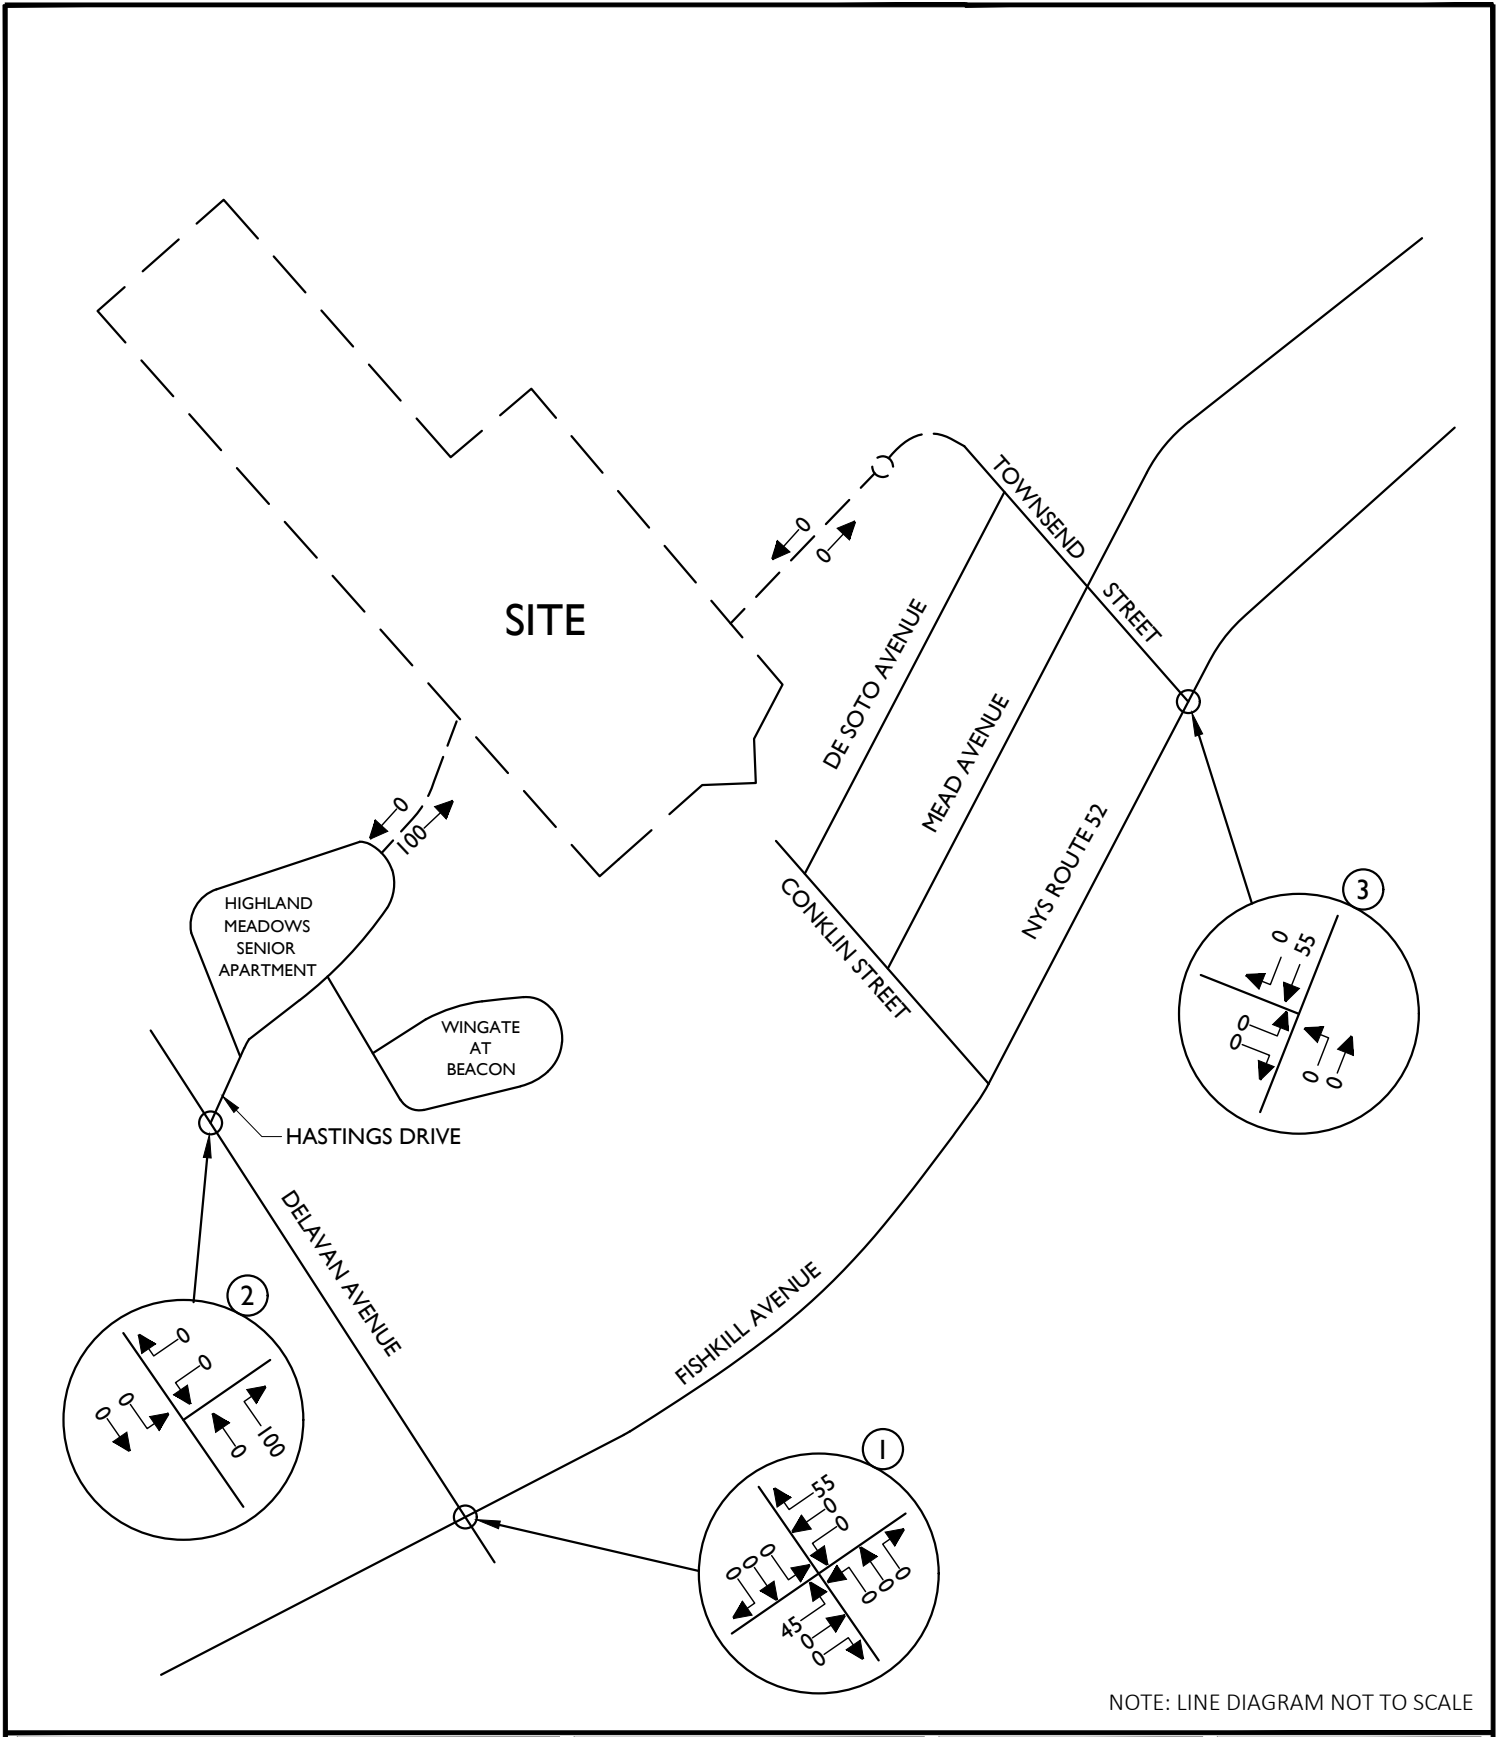 TOWNSEND STREET
0
0
SITE
DE SOTO AVENUE
MEAD AVENUE
NYS ROUTE 52
CONKLIN STREET
0
100
HIGHLAND
MEADOWS
SENIOR
APARTMENT
WINGATE
AT
BEACON
HASTINGS DRIVE
3
0
55
0
0
0
0
DELAVAN AVENUE
FISHKILL AVENUE
2
0
0
0
0
0
100
1
55
0
0
0
0
0
0
0
0
45
0
0
NOTE: LINE DIAGRAM NOT TO SCALE